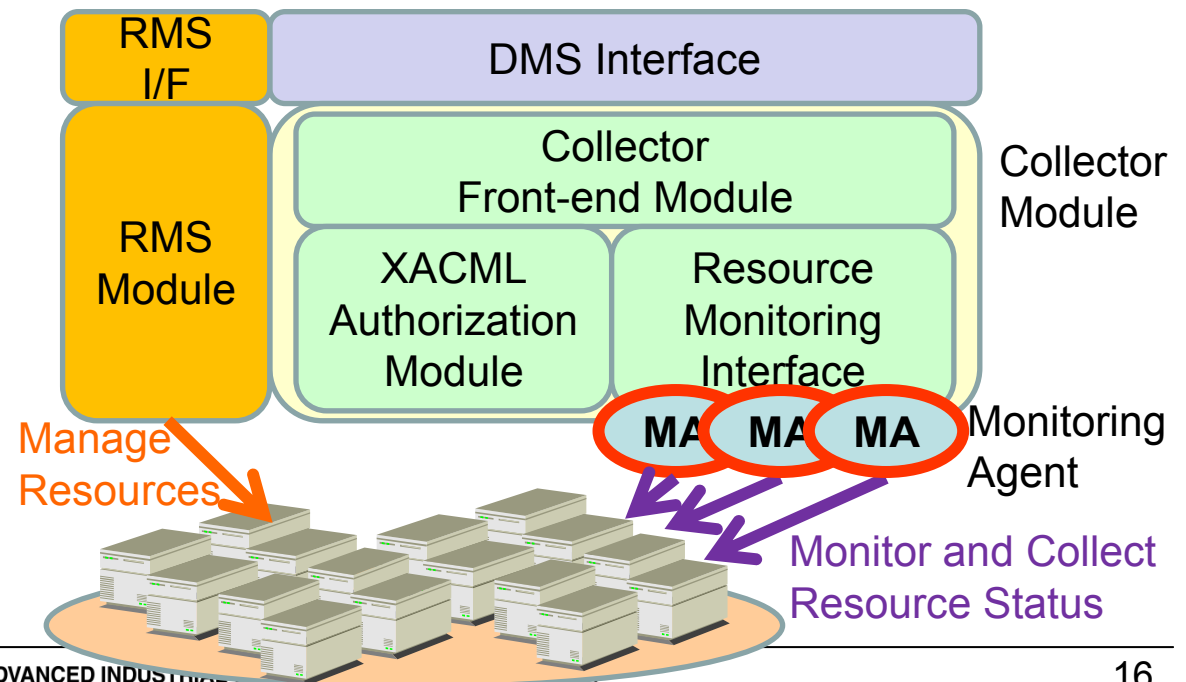 RMS
I/F
DMS Interface
Collector
Front-end Module
Collector
Module
RMS
Module
XACML
Authorization
Module
Resource
Monitoring
Interface
MA
MA
MA
Monitoring
Agent
Manage
Resources
Monitor and Collect
Resource Status
16